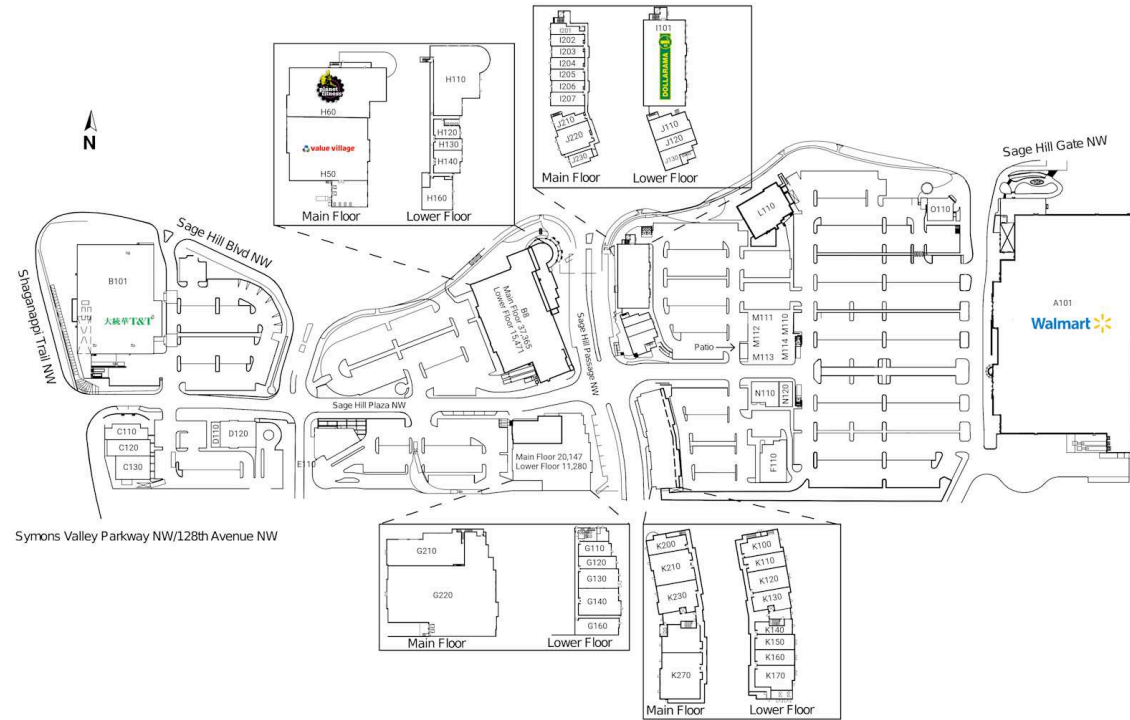 I201
I202
I203
I204
I205
I206
I207
J210
J220
J230
Main Floor
I101
DOLLARAMA
J110
J120
J130
Lower Floor
planet fitness
H60
value village
H50
Main Floor
H110
H120
H130
H140
H160
Lower Floor
N
Sage Hill Gate NW
Sage Hill Blvd NW
Shaganappi Trail NW
B101
大統華T&T
B8
Main Floor 37,365
Lower Floor 15,471
Sage Hill Passage NW
L110
O110
A101
Walmart
M111
M110
M112
M114
M113
Patio
N110
N120
F110
Sage Hill Plaza NW
C110
C120
C130
D110
D120
E110
Main Floor 20,147
Lower Floor 11,280
Symons Valley Parkway NW/128th Avenue NW
G210
G220
Main Floor
G110
G120
G130
G140
G160
Lower Floor
K200
K210
K230
K270
Main Floor
K100
K110
K120
K130
K140
K150
K160
K170
Lower Floor